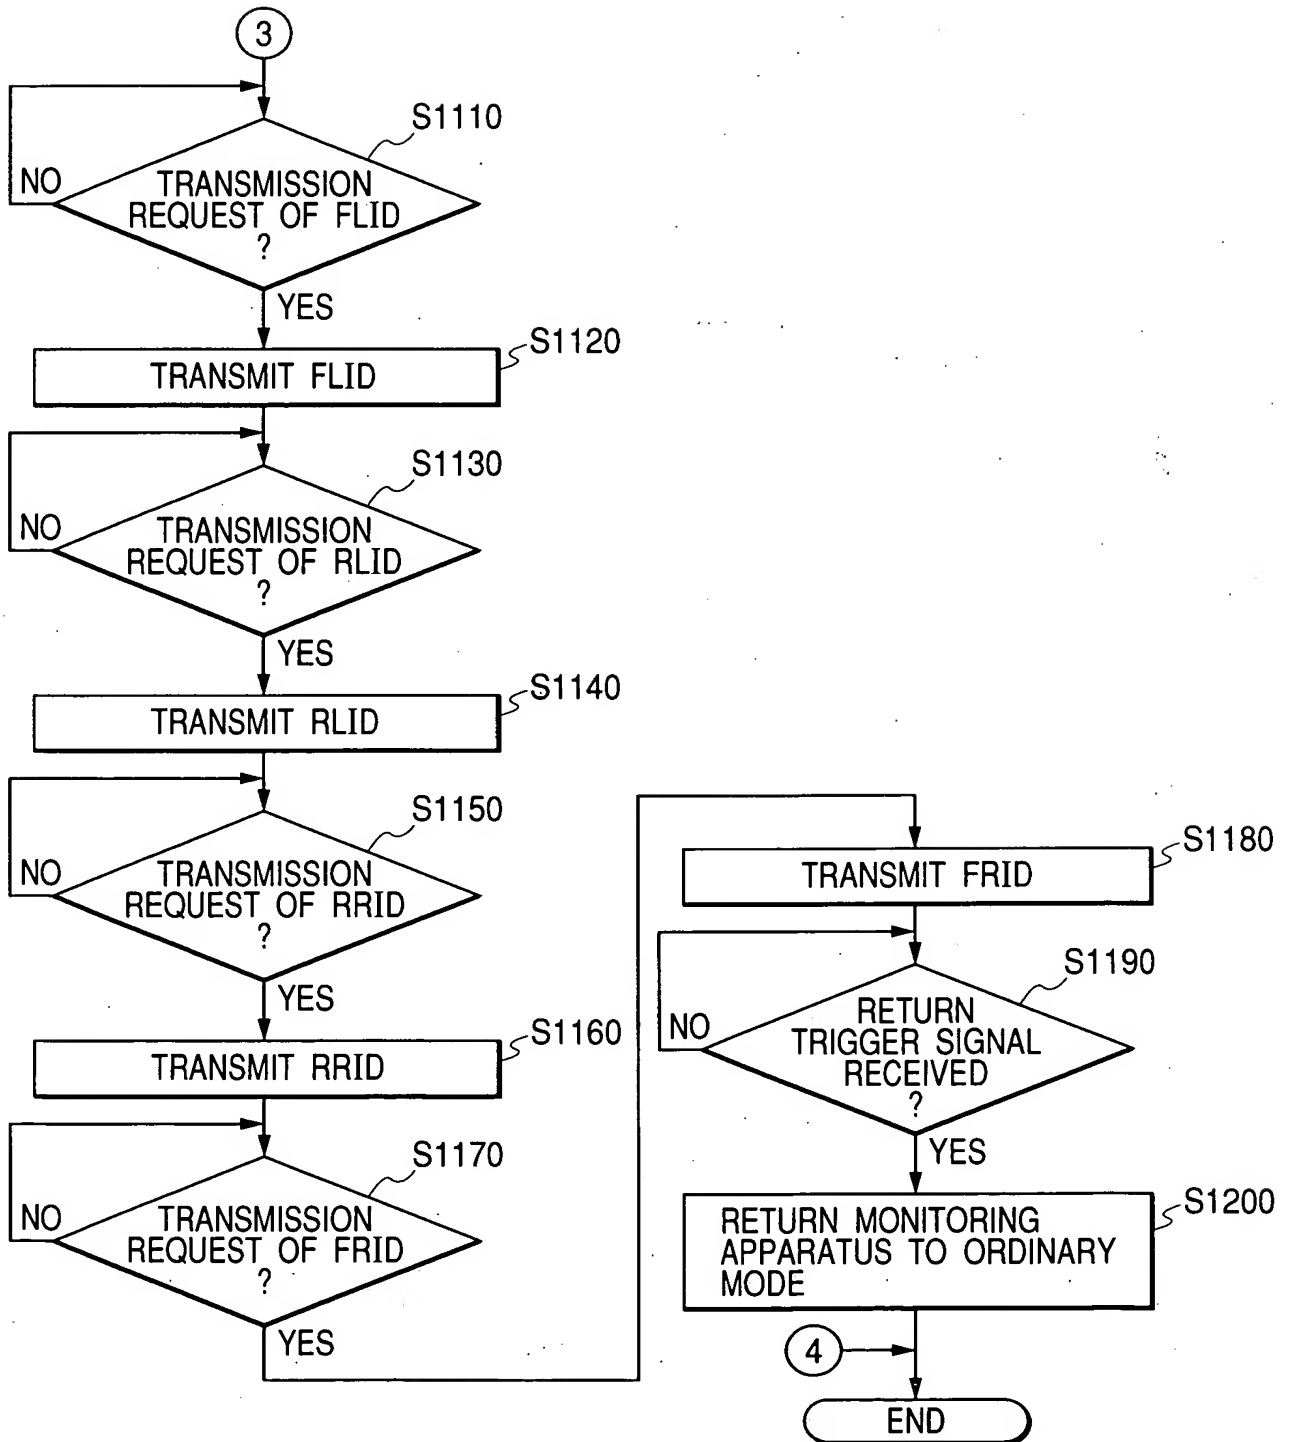 3
S1110
NO
TRANSMISSION
REQUEST OF FLID
?
YES
S1120
TRANSMIT FLID
S1130
NO
TRANSMISSION
REQUEST OF RLID
?
YES
S1140
TRANSMIT RLID
S1150
NO
TRANSMISSION
REQUEST OF RRID
?
YES
S1160
TRANSMIT RRID
S1170
NO
TRANSMISSION
REQUEST OF FRID
?
YES
S1180
TRANSMIT FRID
S1190
NO
RETURN
TRIGGER SIGNAL
RECEIVED
?
YES
S1200
RETURN MONITORING
APPARATUS TO ORDINARY
MODE
4
END